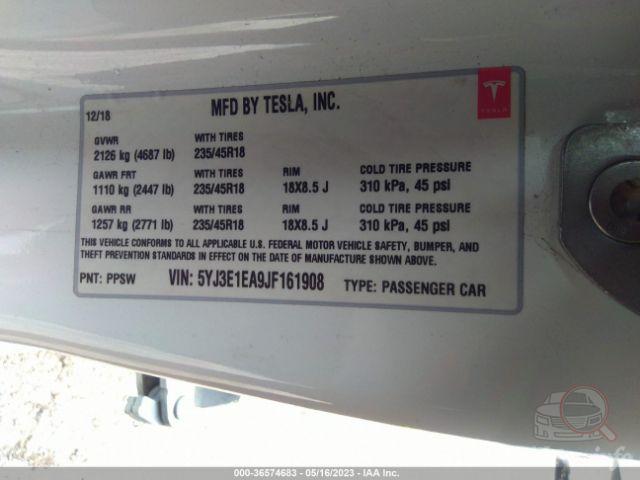 12/18 MFD BY TESLA, INC.
TESLA
GVWR WITH TIRES
2126 kg (4687 lb) 235/45R18
GAWR FRT WITH TIRES RIM COLD TIRE PRESSURE
1110 kg (2447 lb) 235/45R18 18X8.5 J 310 kPa, 45 psi
GAWR RR WITH TIRES RIM COLD TIRE PRESSURE
1257 kg (2771 lb) 235/45R18 18X8.5 J 310 kPa, 45 psi
THIS VEHICLE CONFORMS TO ALL APPLICABLE U.S. FEDERAL MOTOR VEHICLE SAFETY, BUMPER, AND
THEFT PREVENTION STANDARDS IN EFFECT ON THE DATE OF MANUFACTURE SHOWN ABOVE.
PNT: PPSW VIN: 5YJ3E1EA9JF161908 TYPE: PASSENGER CAR
000-36574683 - 05/16/2023 - IAA Inc.